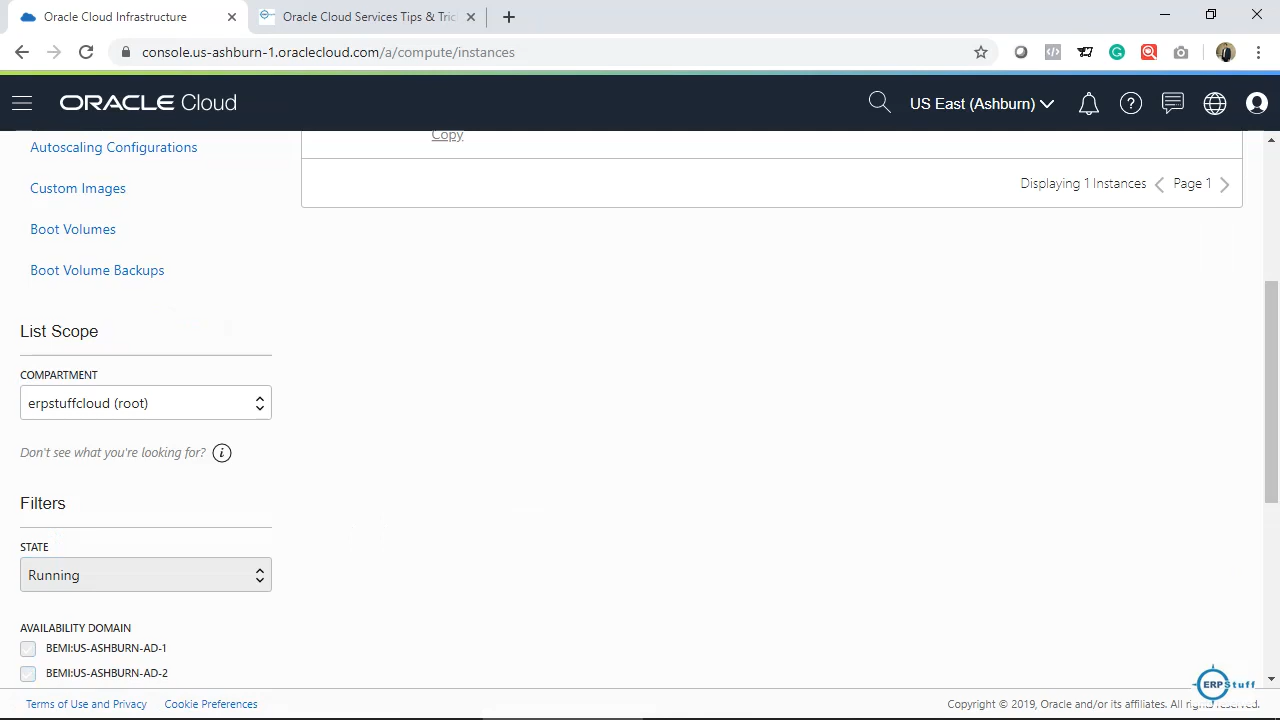 Oracle Cloud Infrastructure
Oracle Cloud Services Tips & Tric
console.us-ashburn-1.oraclecloud.com/a/compute/instances
ORACLE Cloud
US East (Ashburn)
Autoscaling Configurations
Copy
Custom Images
Displaying 1 Instances
Page 1
Boot Volumes
Boot Volume Backups
List Scope
COMPARTMENT
erpstuffcloud (root)
Don't see what you're looking for?
Filters
STATE
Running
AVAILABILITY DOMAIN
BEMI:US-ASHBURN-AD-1
BEMI:US-ASHBURN-AD-2
ERPStuff
Terms of Use and Privacy
Cookie Preferences
Copyright © 2019, Oracle and/or its affiliates. All rights reserved.